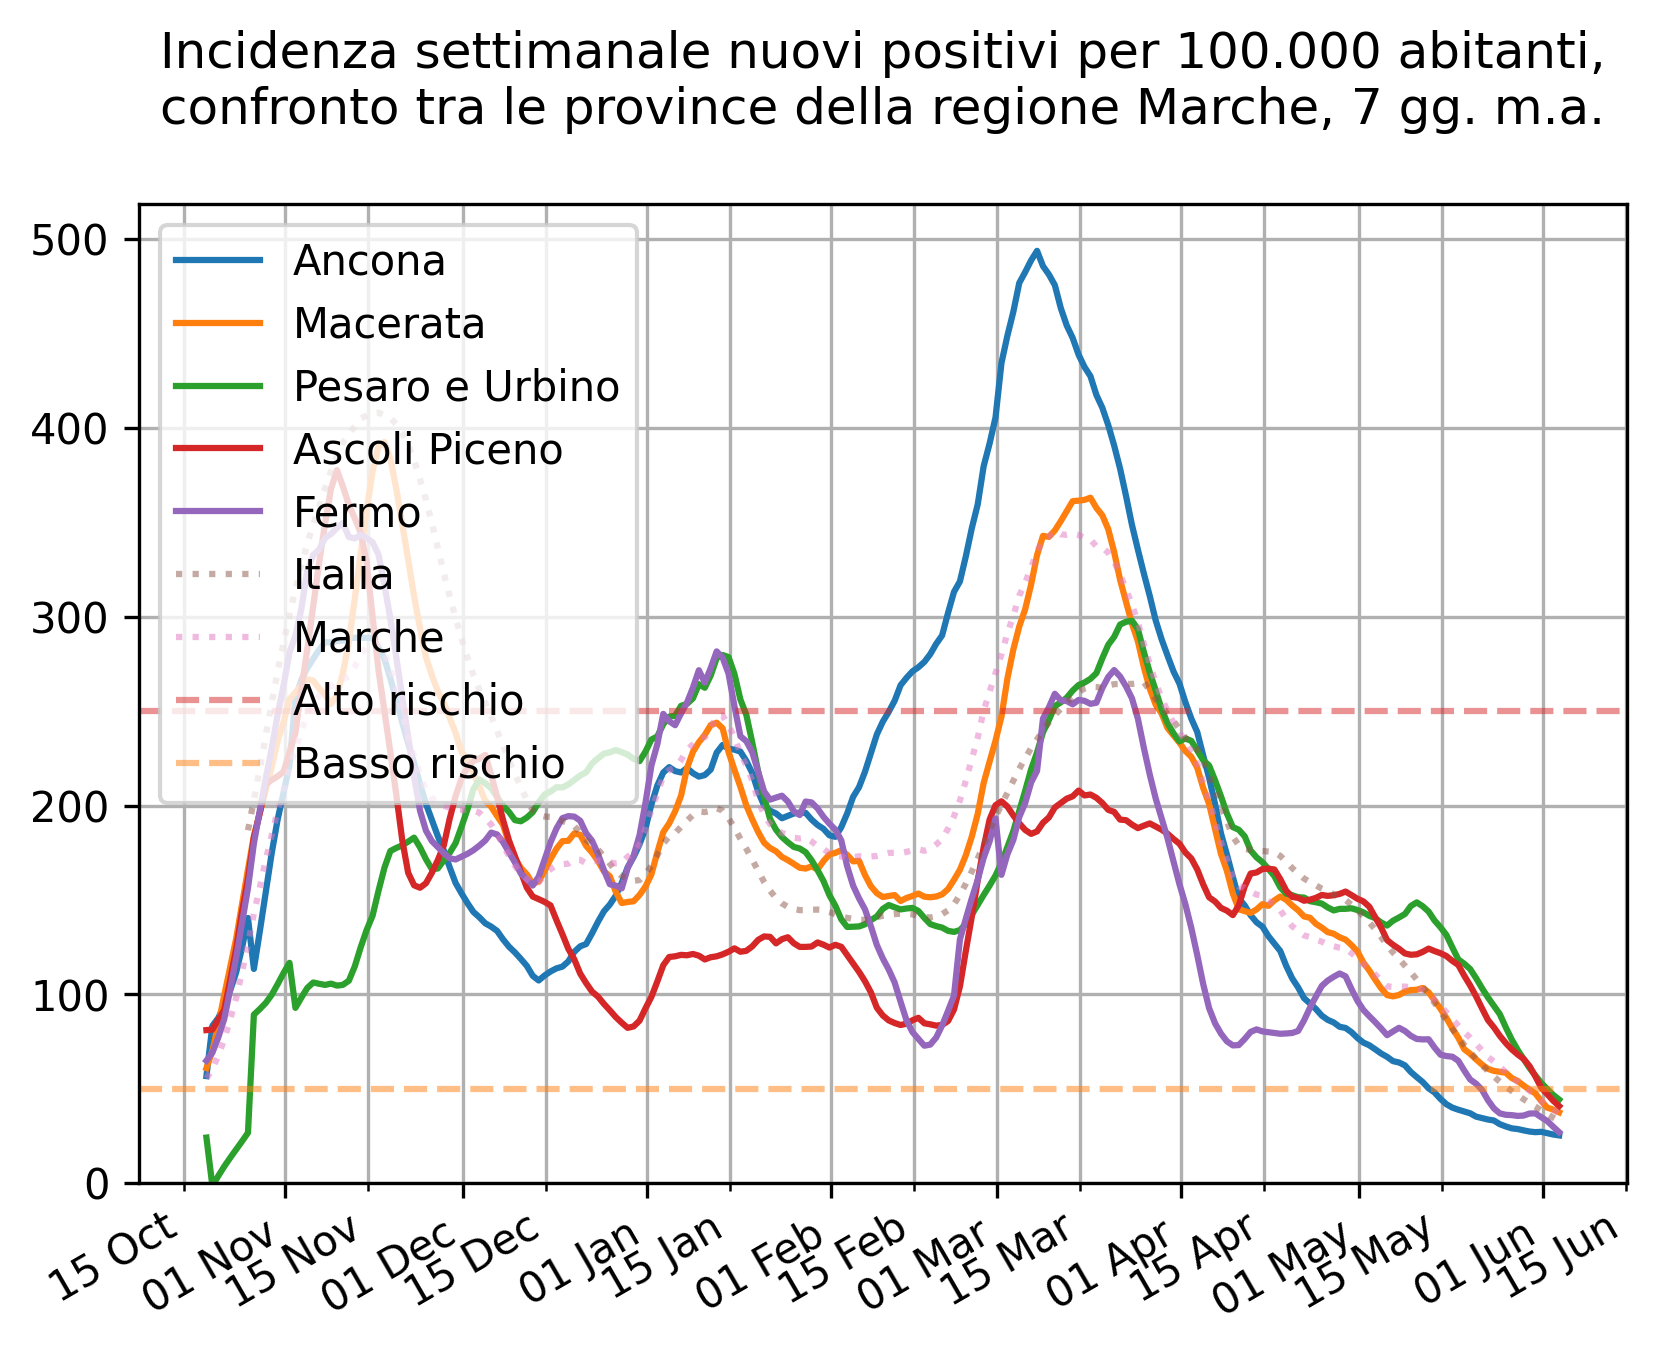 Incidenza settimanale nuovi positivi per 100.000 abitanti,
confronto tra le province della regione Marche, 7 gg. m.a.
500
400
300
200
100
0
Ancona
Macerata
Pesaro e Urbino
Ascoli Piceno
Fermo
Italia
Marche
Alto rischio
Basso rischio
15 Oct
01 Nov
15 Nov
01 Dec
15 Dec
01 Jan
15 Jan
01 Feb
15 Feb
01 Mar
15 Mar
01 Apr
15 Apr
01 May
15 May
01 Jun
15 Jun